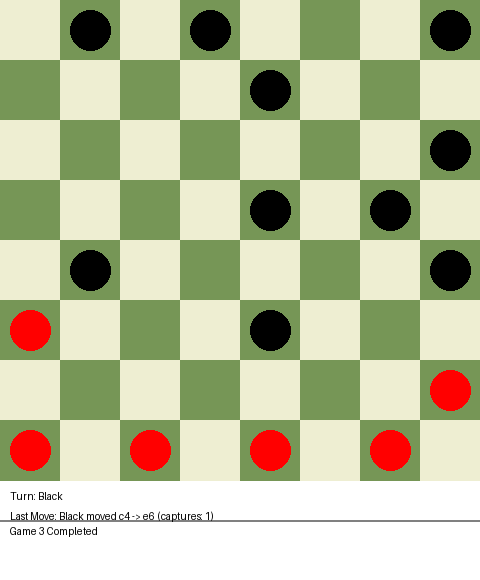 Turn: Black
Last Move: Black moved c4 -> e6 (captures: 1)
Game 3 Completed